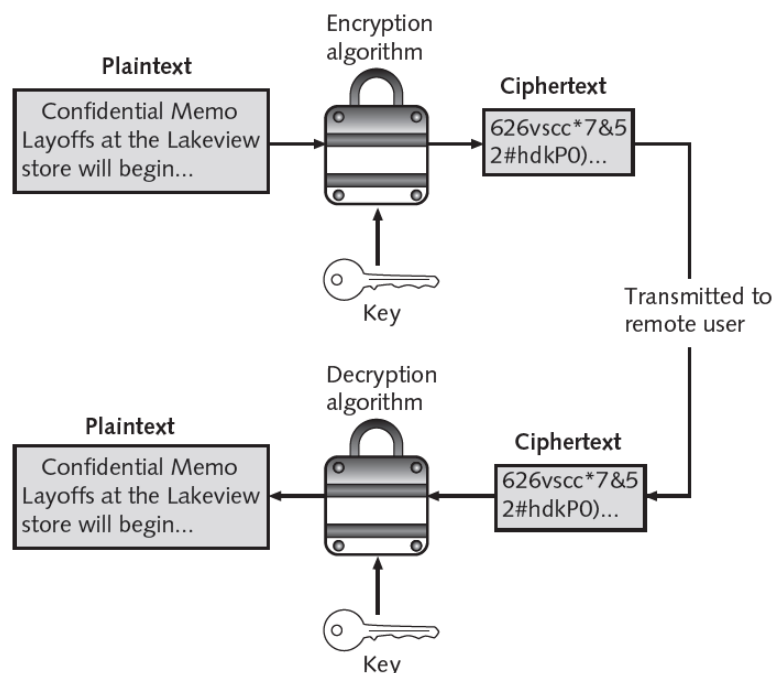 Encryption
algorithm
Plaintext
Confidential Memo
Layoffs at the Lakeview
store will begin...
Ciphertext
626vscc*7&5
2#hdkP0)...
Key
Transmitted to
remote user
Decryption
algorithm
Plaintext
Confidential Memo
Layoffs at the Lakeview
store will begin...
Ciphertext
626vscc*7&5
2#hdkP0)...
Key